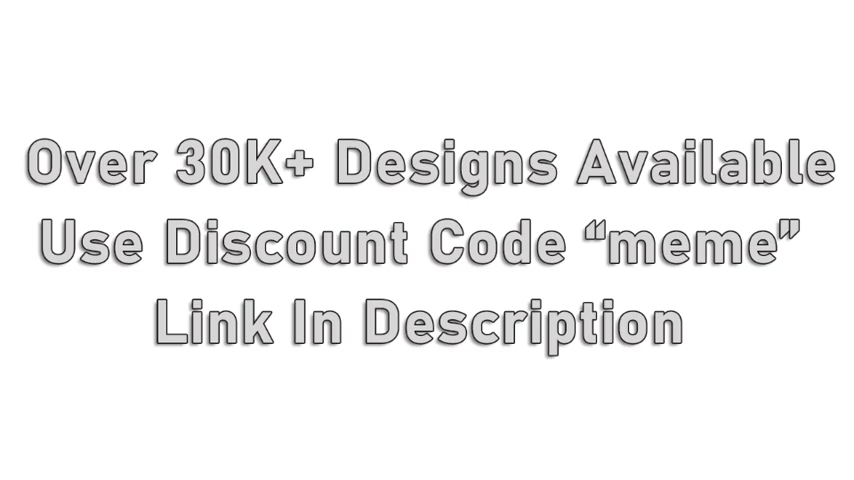 Over 30K+ Designs Available
Use Discount Code “meme”
Link In Description